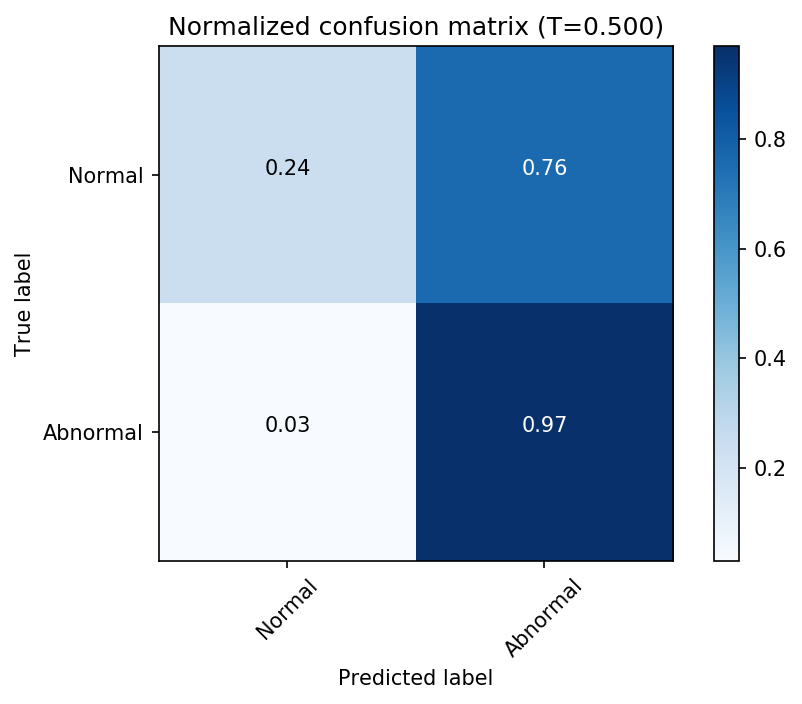 Normalized confusion matrix (T=0.500)
True label
Normal
0.24
0.76
Abnormal
0.03
0.97
Normal
Abnormal
Predicted label
0.8
0.6
0.4
0.2